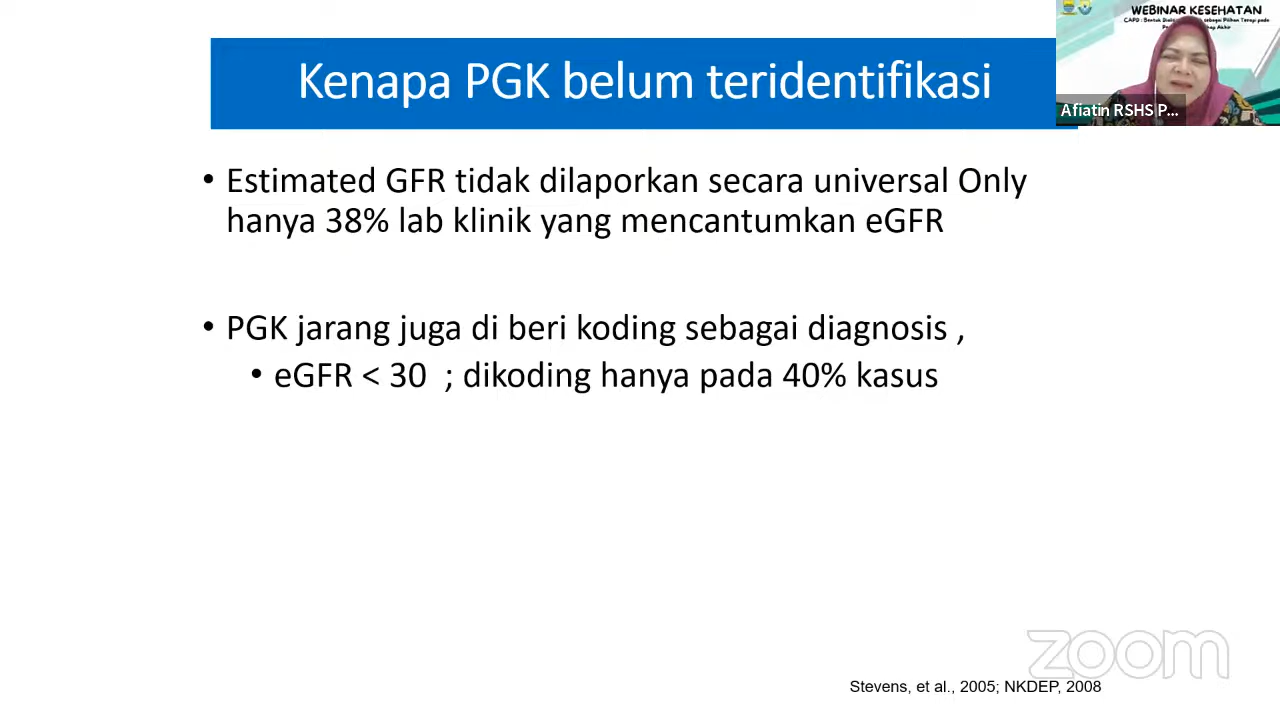 WEBINAR KESEHATAN
Kenapa PGK belum teridentifikasi
Afiatin RSHS P...
• Estimated GFR tidak dilaporkan secara universal Only
hanya 38% lab klinik yang mencantumkan eGFR
• PGK jarang juga di beri koding sebagai diagnosis ,
• eGFR < 30 ; dikoding hanya pada 40% kasus
zoom
Stevens, et al., 2005; NKDEP, 2008